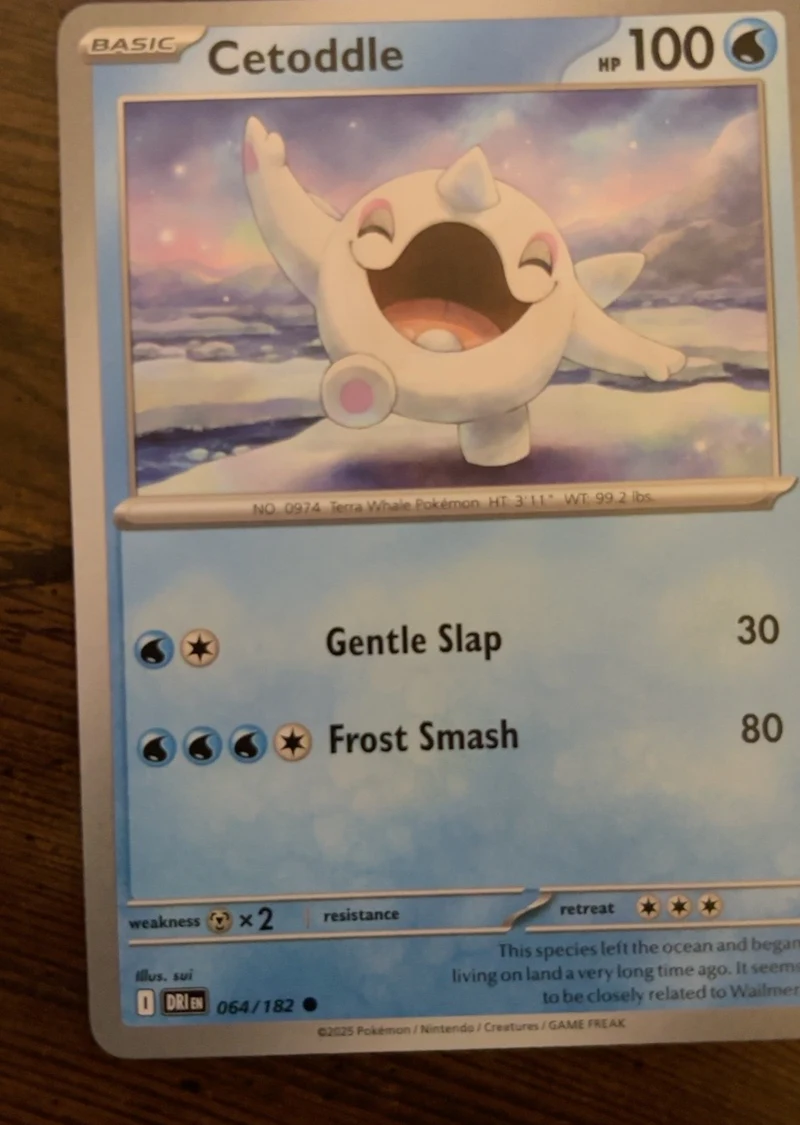 BASIC Cetoddle HP 100
NO. 0974 Terra Whale Pokémon HT: 3'11" WT: 99.2 lbs.
Gentle Slap 30
Frost Smash 80
weakness ×2 resistance retreat
This species left the ocean and began
living on land a very long time ago. It seems
to be closely related to Wailmer
Illus. sui
I DRI EN 064/182
©2025 Pokémon / Nintendo / Creatures / GAME FREAK